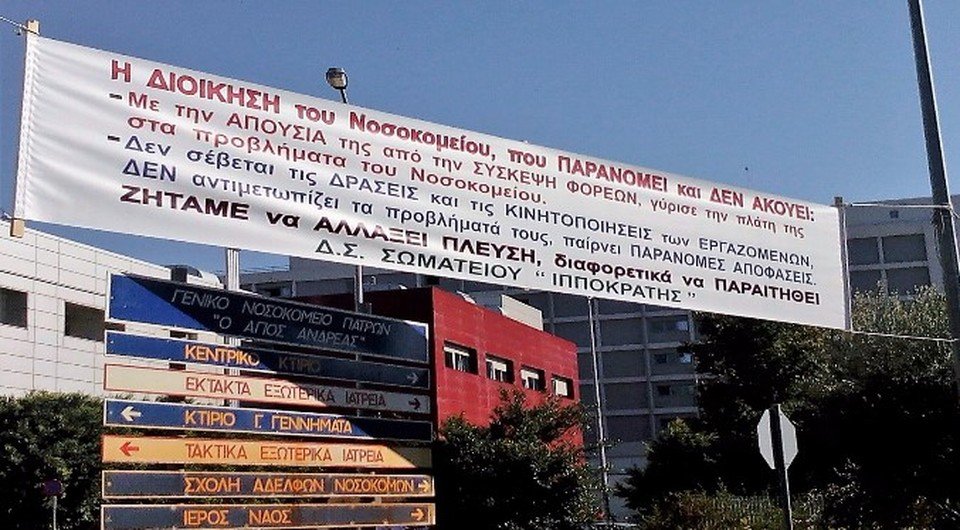 Η ΔΙΟΙΚΗΣΗ του Νοσοκομείου, που ΠΑΡΑΝΟΜΕΙ και ΔΕΝ ΑΚΟΥΕΙ:
-Με την ΑΠΟΥΣΙΑ της από την ΣΥΣΚΕΨΗ ΦΟΡΕΩΝ, γύρισε την πλάτη της
στα προβλήματα του Νοσοκομείου.
-Δεν σέβεται τις ΔΡΑΣΕΙΣ και τις ΚΙΝΗΤΟΠΟΙΗΣΕΙΣ των ΕΡΓΑΖΟΜΕΝΩΝ,
ΔΕΝ αντιμετωπίζει τα προβλήματά τους, παίρνει ΠΑΡΑΝΟΜΕΣ ΑΠΟΦΑΣΕΙΣ.
ΖΗΤΑΜΕ να ΑΛΛΑΞΕΙ ΠΛΕΥΣΗ, διαφορετικά να ΠΑΡΑΙΤΗΘΕΙ
Δ.Σ. ΣΩΜΑΤΕΙΟΥ " ΙΠΠΟΚΡΑΤΗΣ "
ΓΕΝΙΚΟ ΝΟΣΟΚΟΜΕΙΟ ΠΑΤΡΩΝ
"Ο ΑΓΙΟΣ ΑΝΔΡΕΑΣ"
ΚΕΝΤΡΙΚΟ ΚΤΙΡΙΟ
ΕΚΤΑΚΤΑ ΕΞΩΤΕΡΙΚΑ ΙΑΤΡΕΙΑ
ΚΤΙΡΙΟ Γ. ΓΕΝΝΗΜΑΤΑ
ΤΑΚΤΙΚΑ ΕΞΩΤΕΡΙΚΑ ΙΑΤΡΕΙΑ
ΣΧΟΛΗ ΑΔΕΛΦΩΝ ΝΟΣΟΚΟΜΩΝ
ΙΕΡΟΣ ΝΑΟΣ